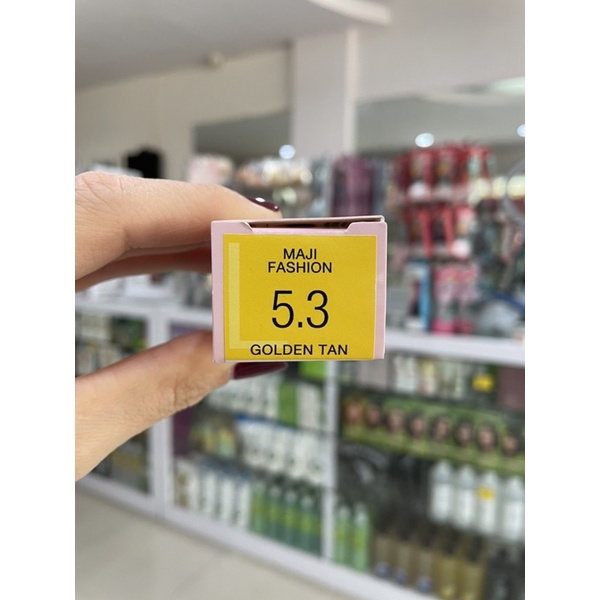 MAJI
FASHION
5.3
GOLDEN TAN